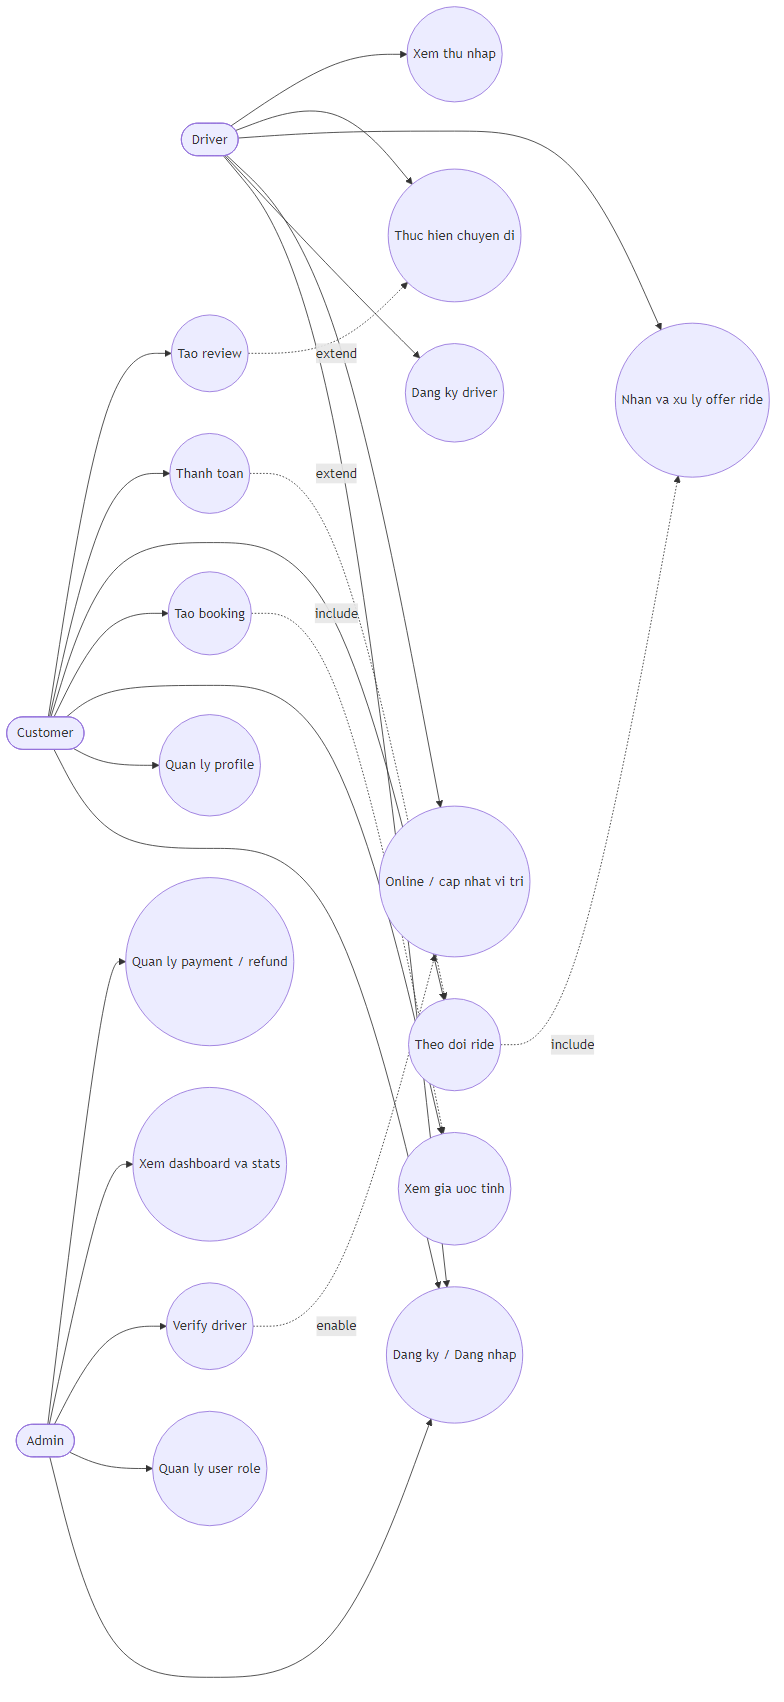 Xem thu nhap
Driver
Thuc hien chuyen di
Tao review
extend
Dang ky driver
Nhan va xu ly offer ride
Thanh toan
extend
Tao booking
include
Customer
Quan ly profile
Online / cap nhat vi tri
Quan ly payment / refund
Theo doi ride
include
Xem dashboard va stats
Xem gia uoc tinh
Verify driver
enable
Dang ky / Dang nhap
Admin
Quan ly user role